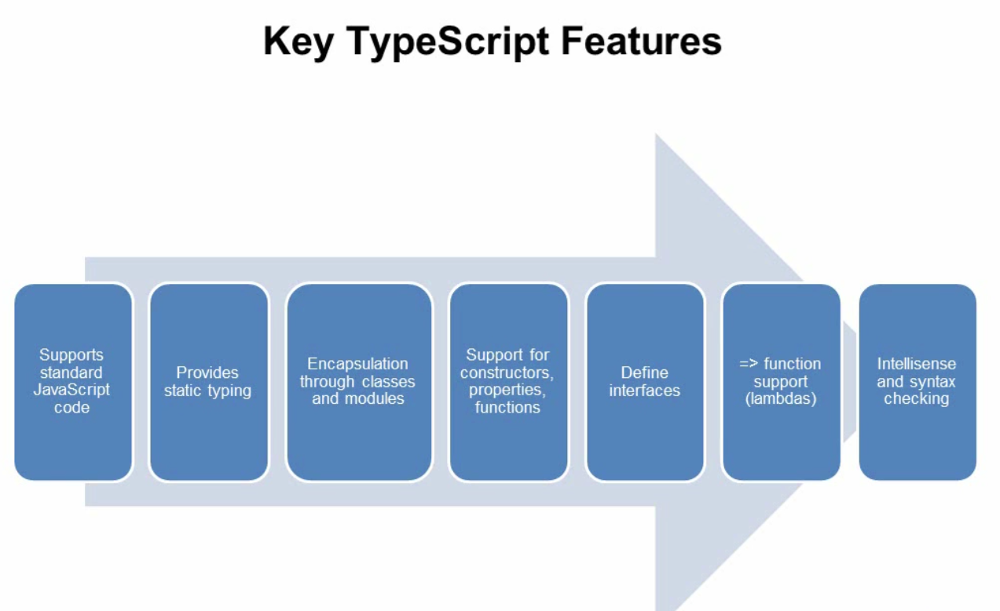 Key TypeScript Features
Supports
standard
JavaScript
code
Provides
static typing
Encapsulation
through classes
and modules
Support for
constructors,
properties,
functions
Define
interfaces
=> function
support
(lambdas)
Intellisense
and syntax
checking